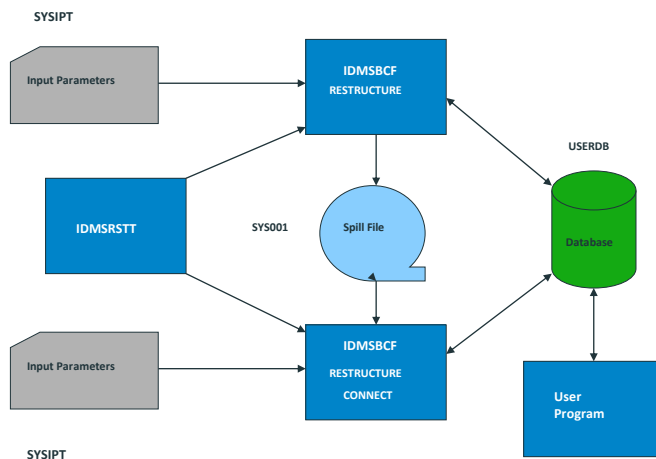 SYSIPT
Input Parameters
IDMSBCF
RESTRUCTURE
USERDB
IDMSRSTT
SYS001
Spill File
Database
Input Parameters
IDMSBCF
RESTRUCTURE
CONNECT
User
Program
SYSIPT